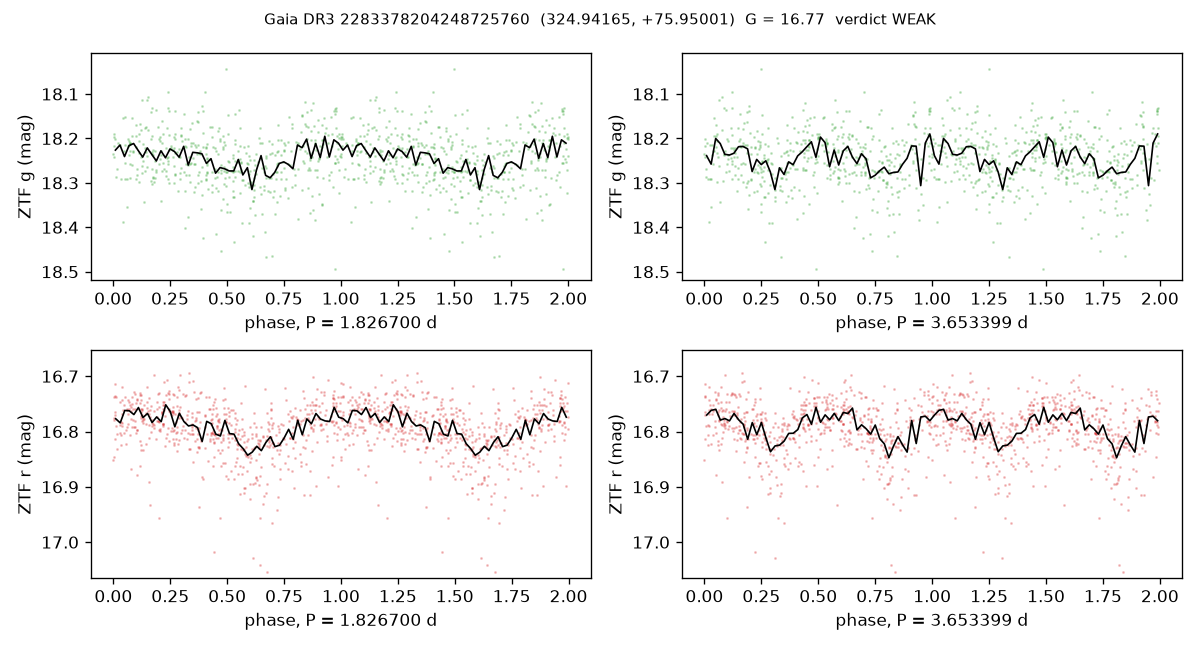 Gaia DR3 2283378204248725760  (324.94165, +75.95001)  G = 16.77  verdict WEAK
ZTF g (mag)
18.1
18.2
18.3
18.4
18.5
0.00 0.25 0.50 0.75 1.00 1.25 1.50 1.75 2.00
phase, P = 1.826700 d
ZTF g (mag)
18.1
18.2
18.3
18.4
18.5
0.00 0.25 0.50 0.75 1.00 1.25 1.50 1.75 2.00
phase, P = 3.653399 d
ZTF r (mag)
16.7
16.8
16.9
17.0
0.00 0.25 0.50 0.75 1.00 1.25 1.50 1.75 2.00
phase, P = 1.826700 d
ZTF r (mag)
16.7
16.8
16.9
17.0
0.00 0.25 0.50 0.75 1.00 1.25 1.50 1.75 2.00
phase, P = 3.653399 d